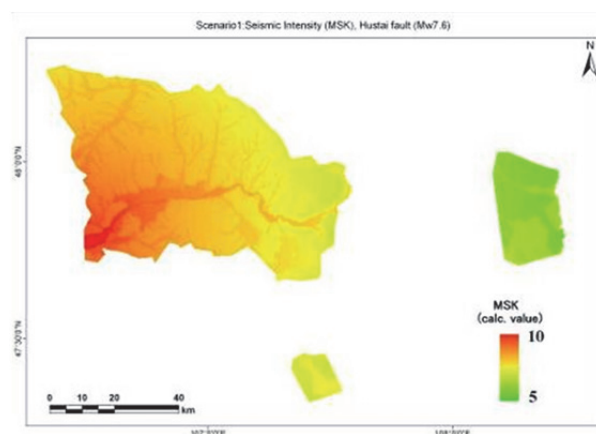 Scenario1:Seismic Intensity (MSK), Hustai fault (Mw7.6)
N
48°0'0"N
47°30'0"N
MSK
(calc. value)
10
5
0 10 20 40
km